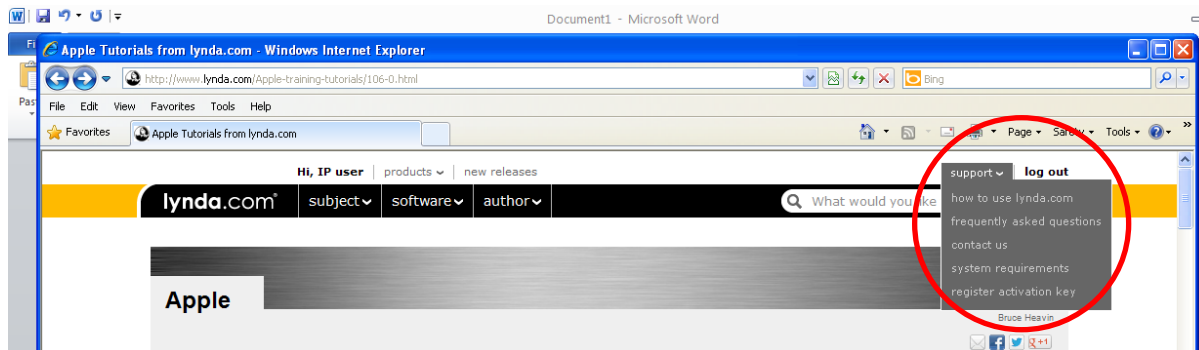 Document1 - Microsoft Word
Apple Tutorials from lynda.com - Windows Internet Explorer
http://www.lynda.com/Apple-training-tutorials/106-0.html
Bing
File Edit View Favorites Tools Help
Favorites
Apple Tutorials from lynda.com
Page Safety Tools
Hi, IP user products new releases
support log out
lynda.com subject software author
What would you like
how to use lynda.com
frequently asked questions
contact us
system requirements
register activation key
Apple
Bruce Heavin
+1